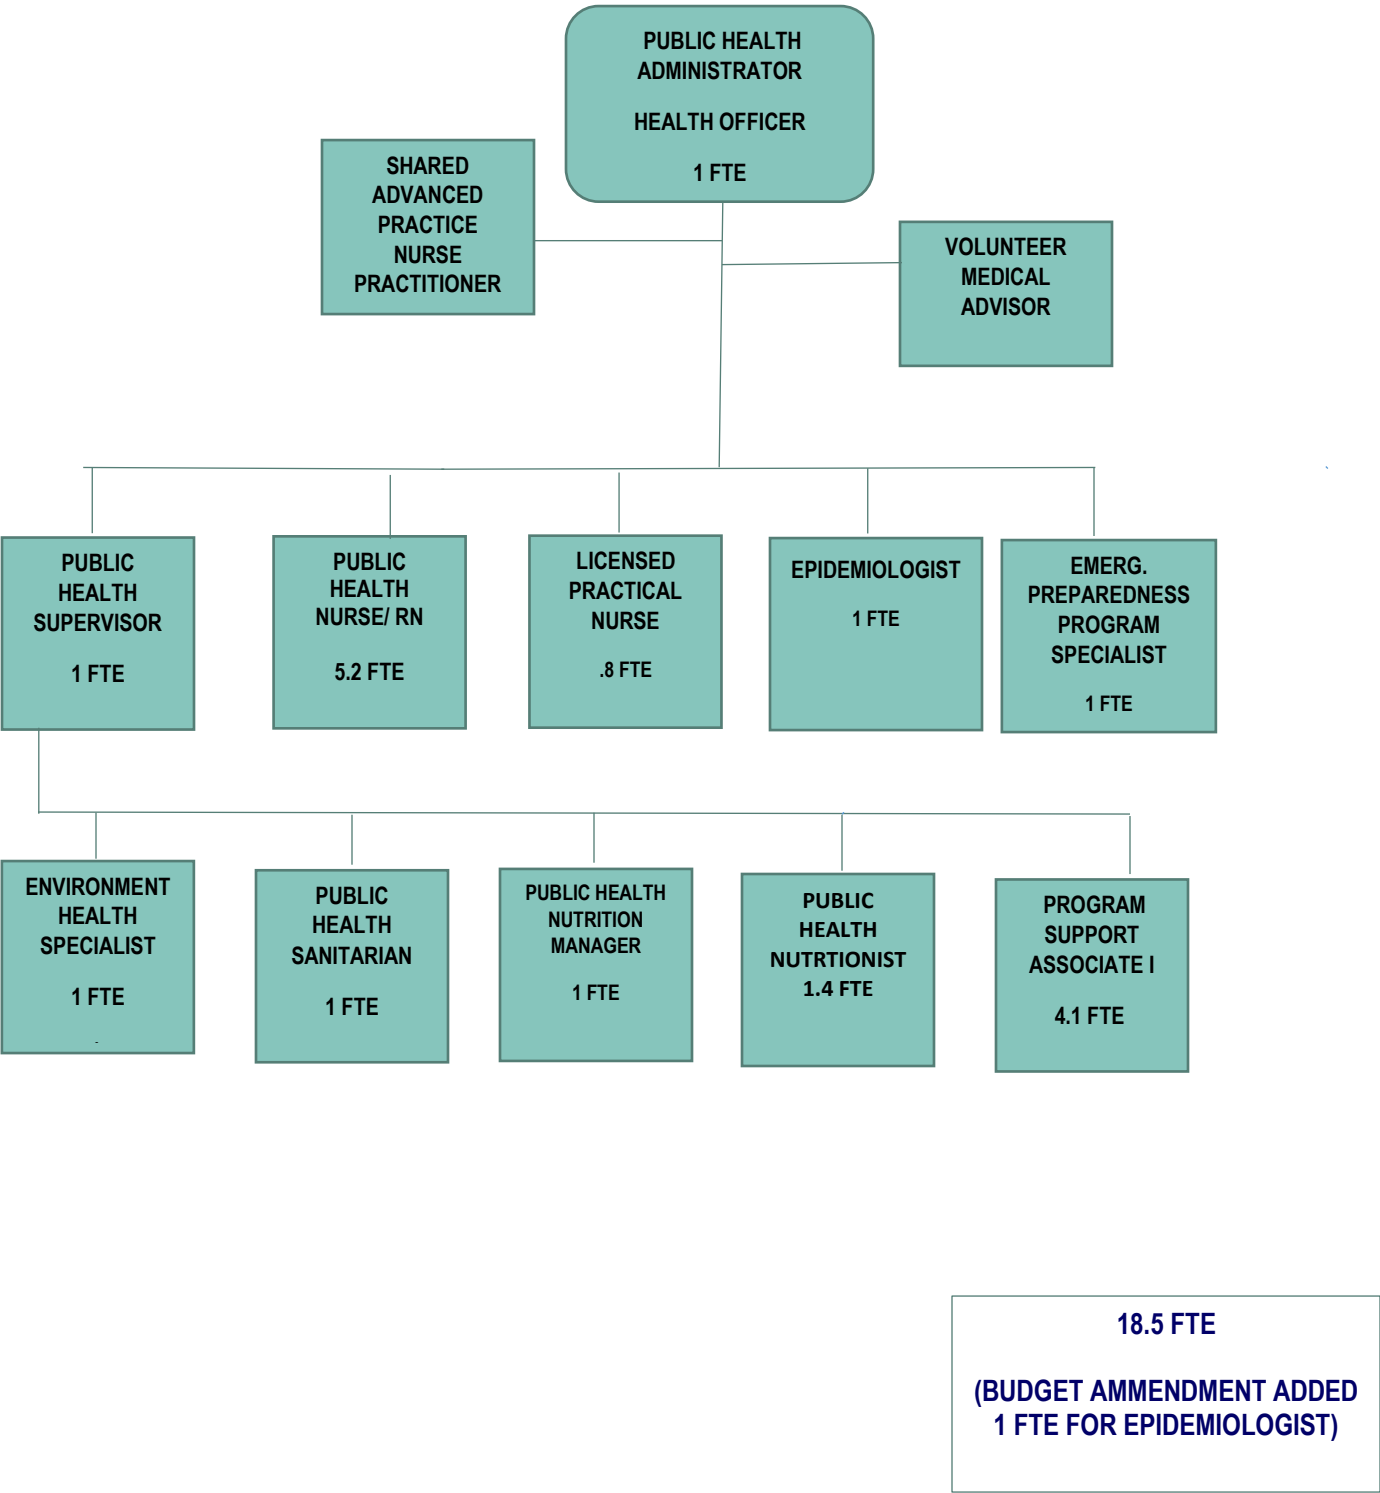 PUBLIC HEALTH
ADMINISTRATOR
HEALTH OFFICER
1 FTE
SHARED
ADVANCED
PRACTICE
NURSE
PRACTITIONER
VOLUNTEER
MEDICAL
ADVISOR
PUBLIC
HEALTH
SUPERVISOR
1 FTE
PUBLIC
HEALTH
NURSE/ RN
5.2 FTE
LICENSED
PRACTICAL
NURSE
.8 FTE
EPIDEMIOLOGIST
1 FTE
EMERG.
PREPAREDNESS
PROGRAM
SPECIALIST
1 FTE
ENVIRONMENT
HEALTH
SPECIALIST
1 FTE
.
PUBLIC
HEALTH
SANITARIAN
1 FTE
PUBLIC HEALTH
NUTRITION
MANAGER
1 FTE
PUBLIC
HEALTH
NUTRTIONIST
1.4 FTE
PROGRAM
SUPPORT
ASSOCIATE I
4.1 FTE
18.5 FTE
(BUDGET AMMENDMENT ADDED
1 FTE FOR EPIDEMIOLOGIST)